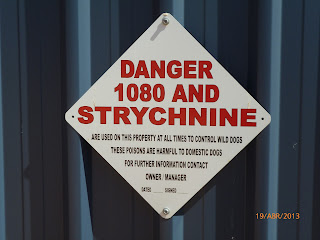 DANGER
1080 AND
STRYCHNINE
ARE USED ON THIS PROPERTY AT ALL TIMES TO CONTROL WILD DOGS
THESE POISONS ARE HARMFUL TO DOMESTIC DOGS
FOR FURTHER INFORMATION CONTACT
OWNER / MANAGER
DATED SIGNED
19/ABR/2013